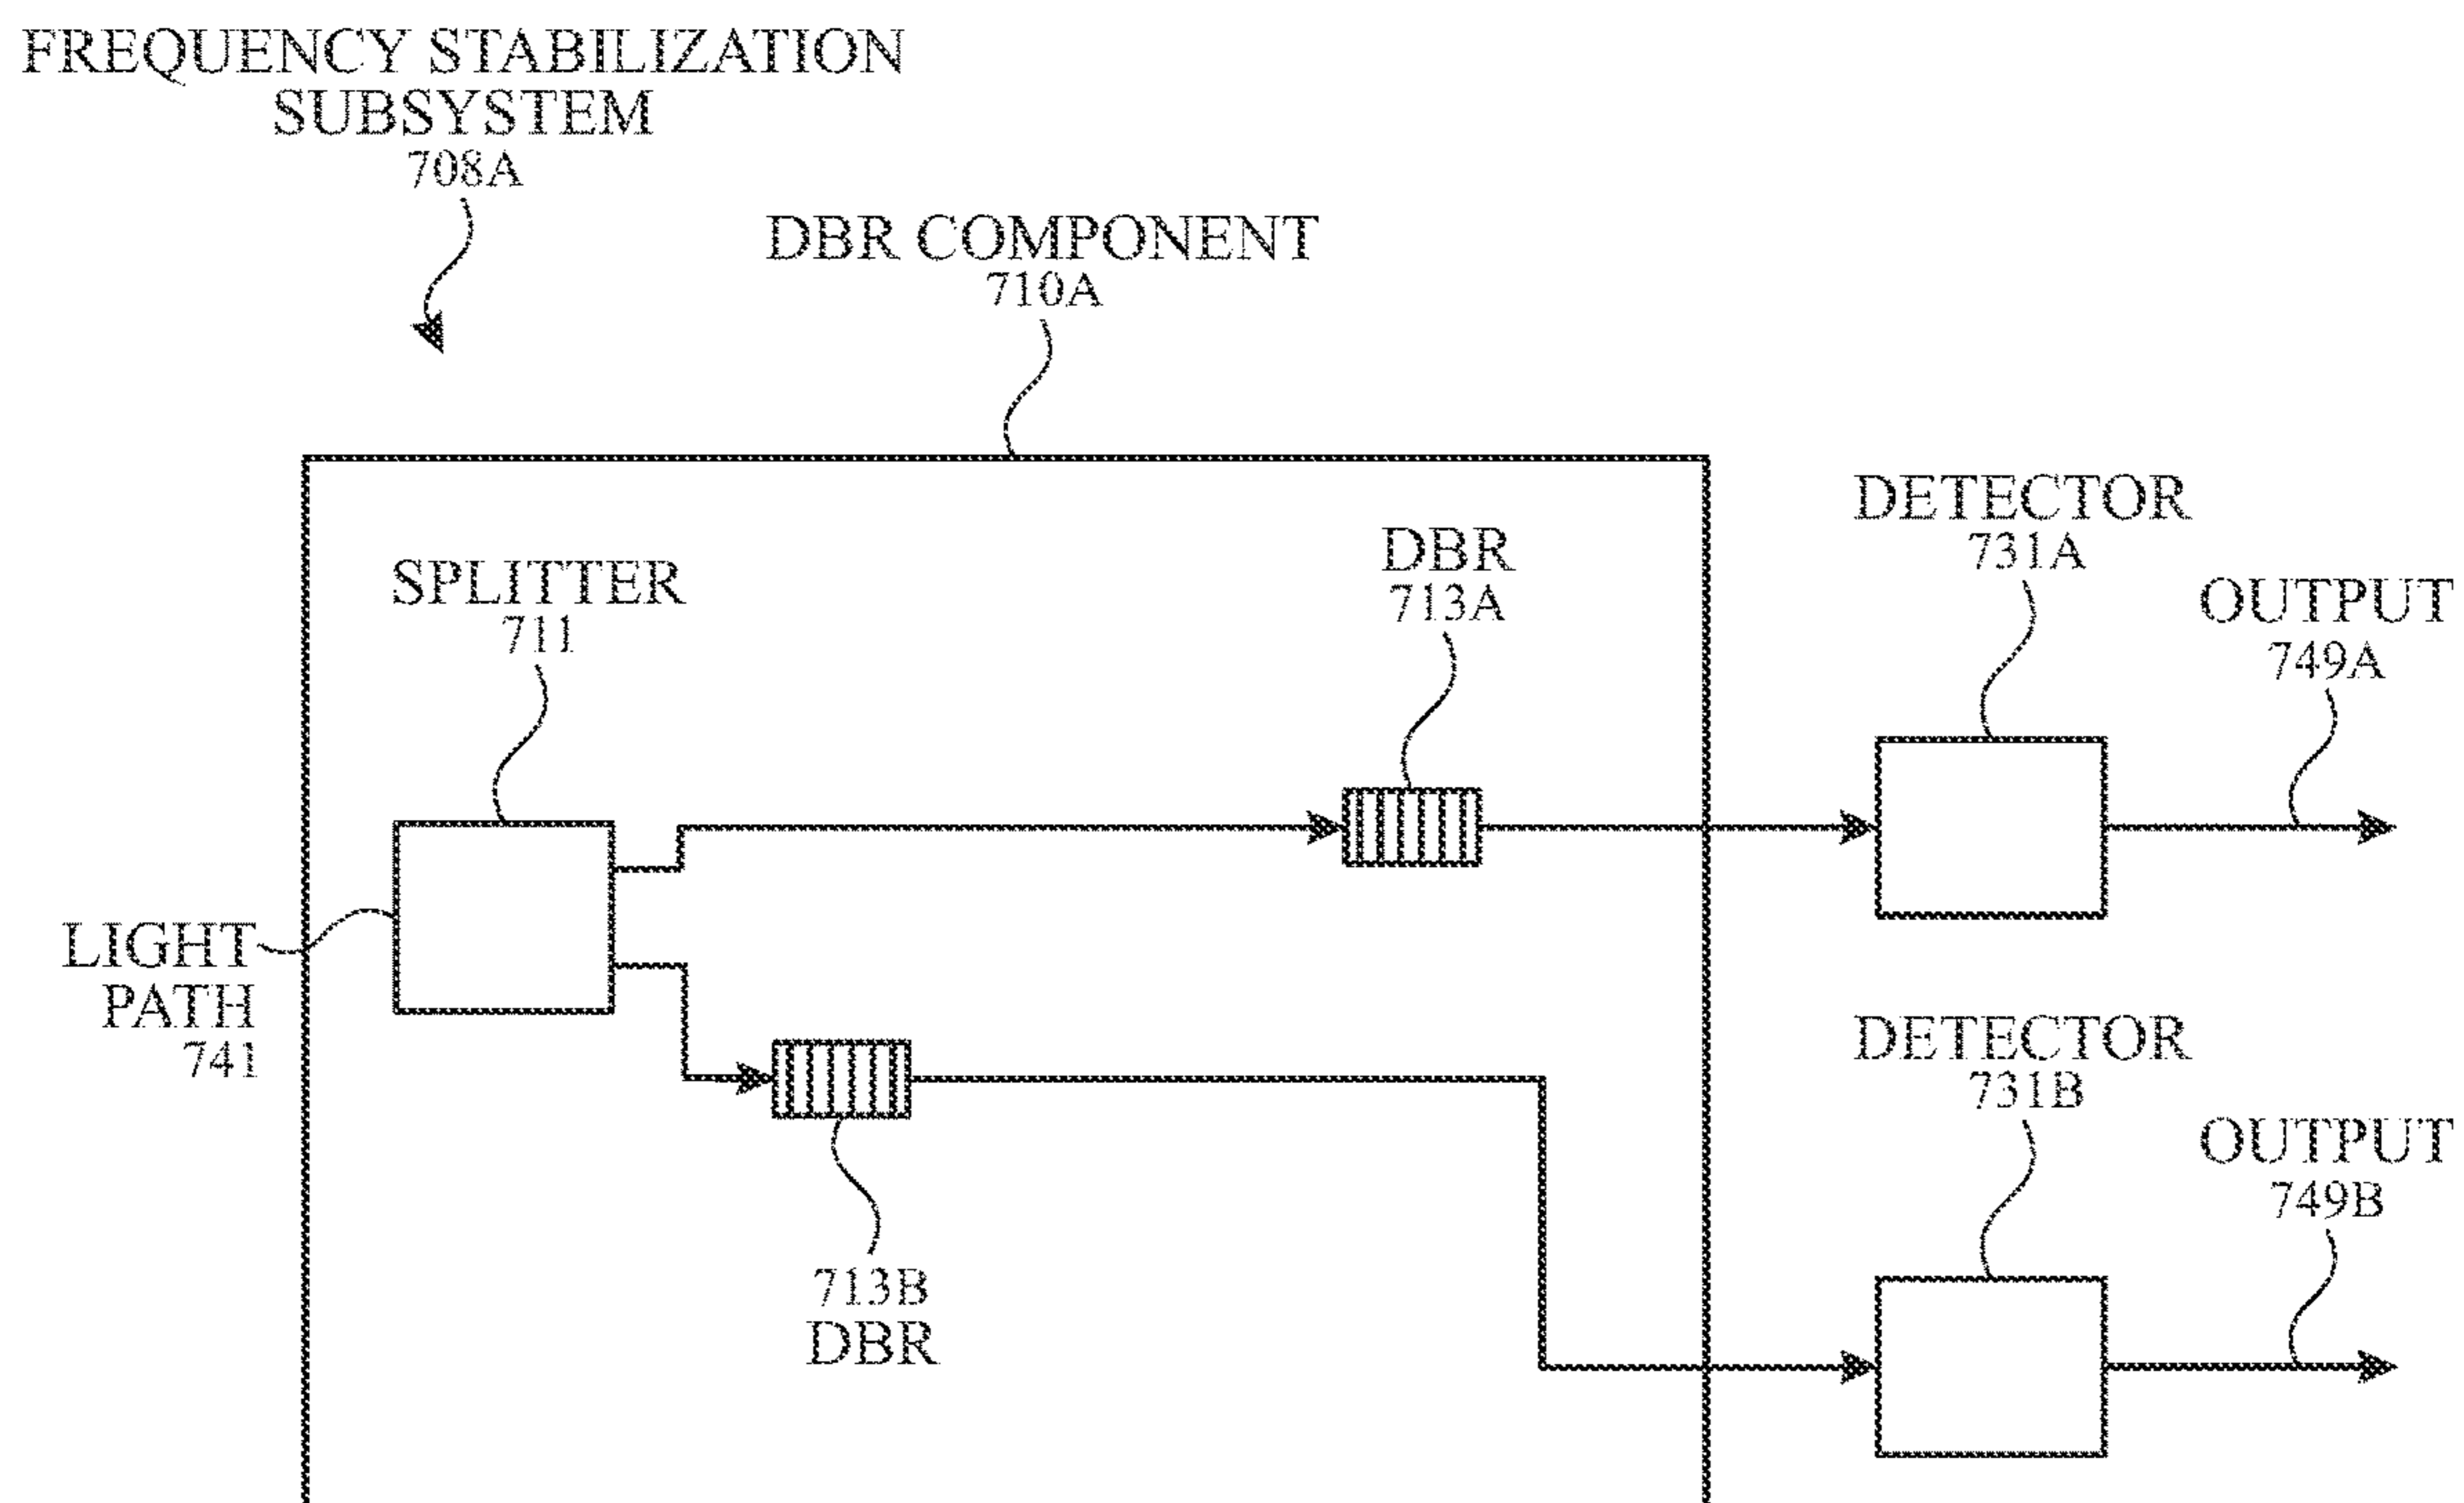 FREQUENCY STABILIZATION
SUBSYSTEM
708A
DBR COMPONENT
710A
DETECTOR
731A
DBR
713A
SPLITTER
711
OUTPUT
749A
LIGHT
PATH
741
DETECTOR
731B
OUTPUT
749B
713B
DBR